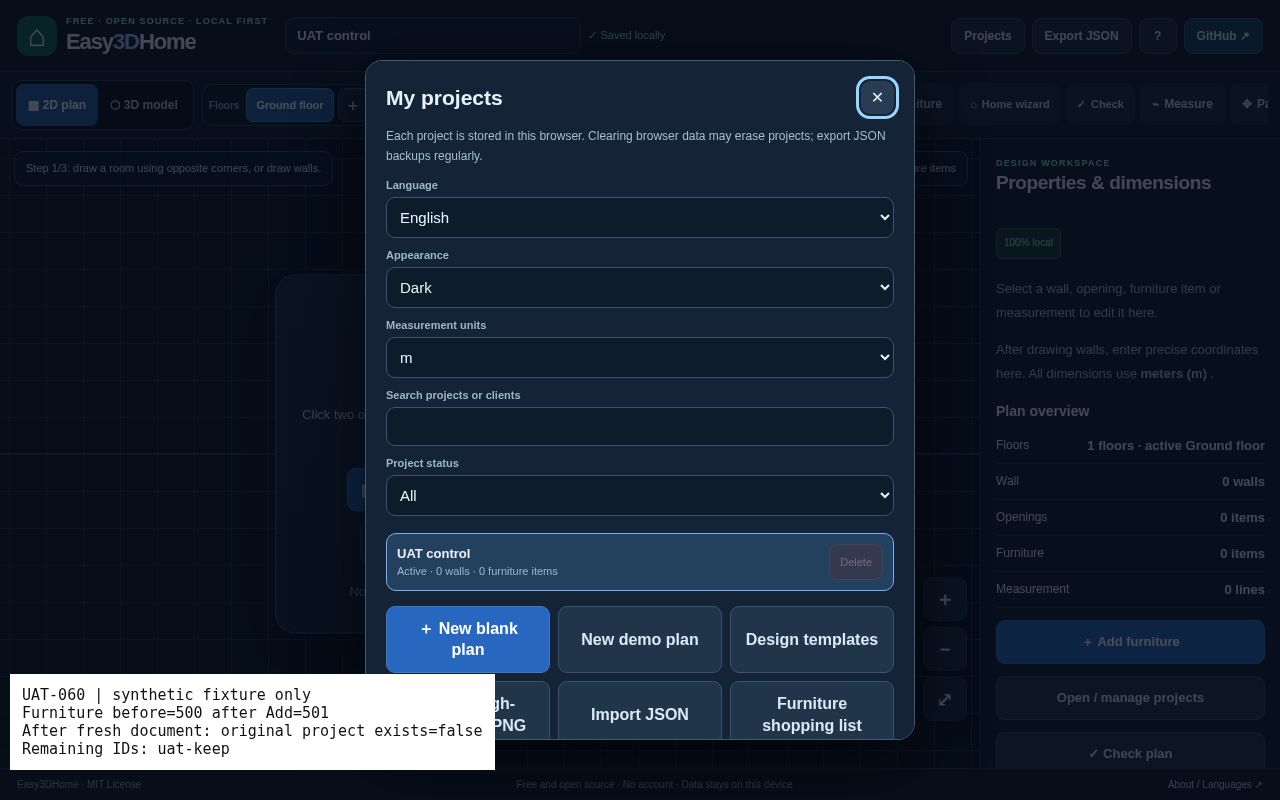 FREE · OPEN SOURCE · LOCAL FIRST
Easy3DHome
UAT control
✓ Saved locally
Projects
Export JSON
?
GitHub ↗
2D plan
3D model
Floors
Ground floor
+
Home wizard
✓ Check
Measure
Step 1/3: draw a room using opposite corners, or draw walls.
items
Click two
My projects
×
Each project is stored in this browser. Clearing browser data may erase projects; export JSON
backups regularly.
Language
English
Appearance
Dark
Measurement units
m
Search projects or clients
Project status
All
UAT control
Active · 0 walls · 0 furniture items
Delete
+ New blank
plan
New demo plan
Design templates
PNG
Import JSON
Furniture
shopping list
DESIGN WORKSPACE
Properties & dimensions
100% local
Select a wall, opening, furniture item or
measurement to edit it here.
After drawing walls, enter precise coordinates
here. All dimensions use meters (m) .
Plan overview
Floors
1 floors · active Ground floor
Wall
0 walls
Openings
0 items
Furniture
0 items
Measurement
0 lines
+ Add furniture
Open / manage projects
✓ Check plan
+
−
UAT-060 | synthetic fixture only
Furniture before=500 after Add=501
After fresh document: original project exists=false
Remaining IDs: uat-keep
Easy3DHome · MIT License
Free and open source · No account · Data stays on this device
About / Languages ↗